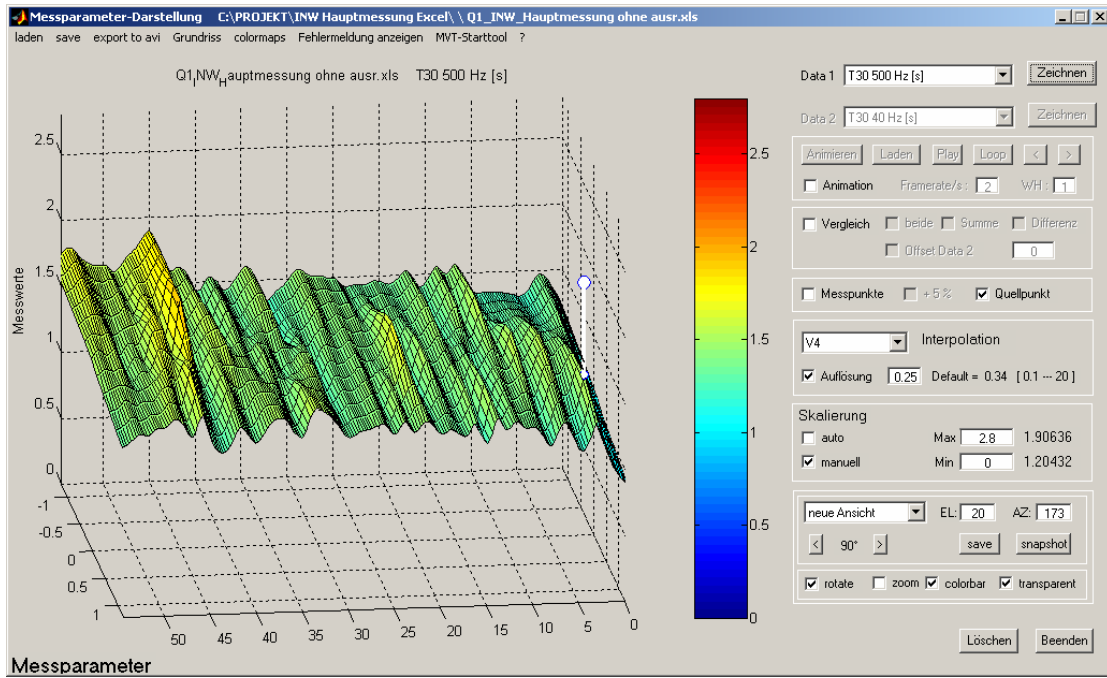 Messparameter-Darstellung C:\PROJEKT\INW Hauptmessung Excel\ \ Q1_INW_Hauptmessung ohne ausr.xls
laden save export to avi Grundriss colormaps Fehlermeldung anzeigen MVT-Starttool ?
Q1INWHauptmessung ohne ausr.xls T30 500 Hz [s]
Messwerte
2.5
2
1.5
1
0.5
0
-1
-0.5
0
0.5
1
50 45 40 35 30 25 20 15 10 5 0
2.5
2
1.5
1
0.5
0
Data 1 T30 500 Hz [s] Zeichnen
Data 2 T30 40 Hz [s] Zeichnen
Animieren Laden Play Loop < >
Animation Framerate/s : 2 WH : 1
Vergleich beide Summe Differenz
Offset Data 2 0
Messpunkte + 5 % Quellpunkt
V4 Interpolation
Auflösung 0.25 Default = 0.34 [ 0.1 --- 20 ]
Skalierung
auto Max 2.8 1.90636
manuell Min 0 1.20432
neue Ansicht EL: 20 AZ: 173
< 90° > save snapshot
rotate zoom colorbar transparent
Löschen Beenden
Messparameter